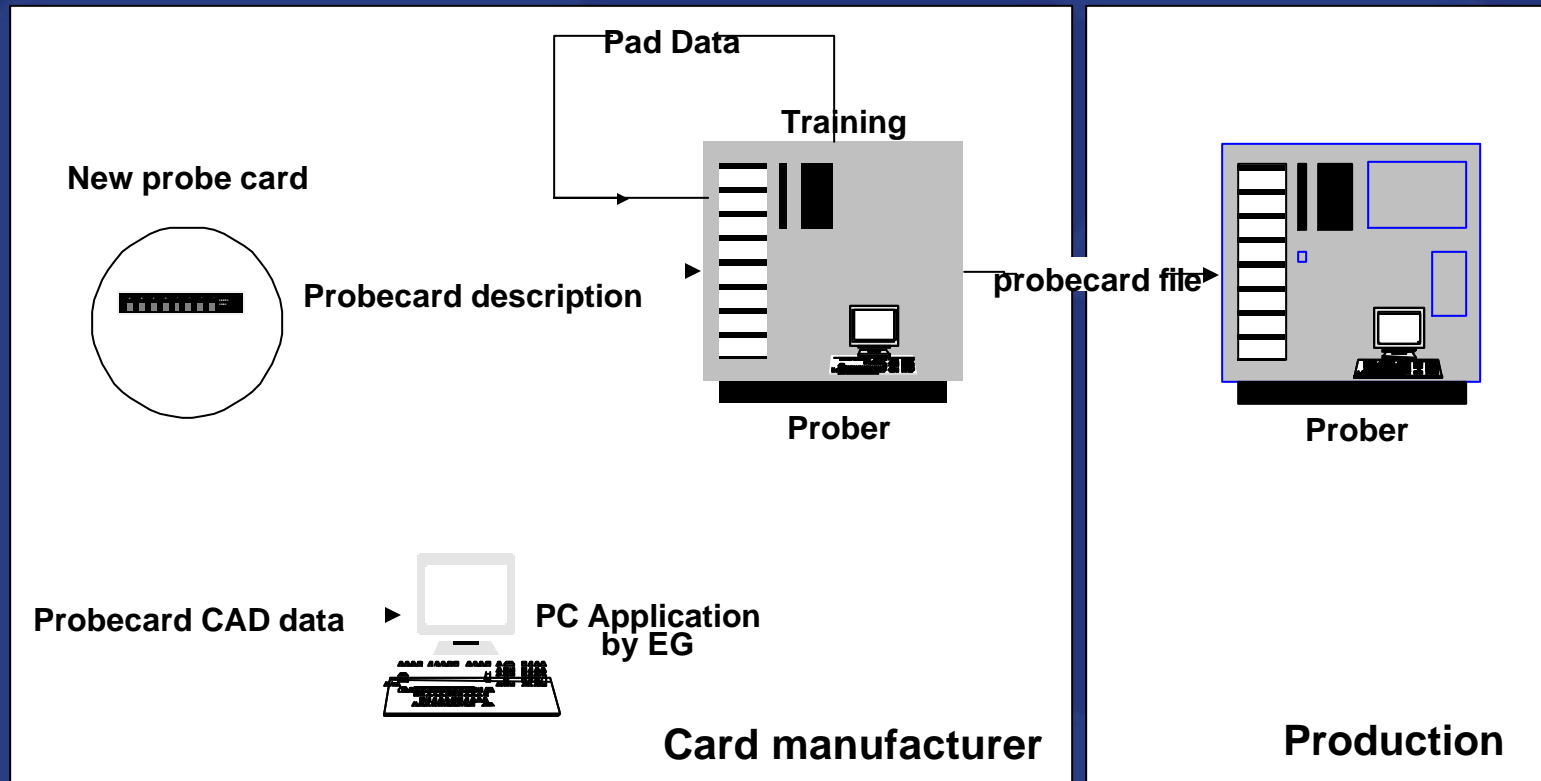 Pad Data
Training
New probe card
Probecard description
probecard file
Prober
Prober
Probecard CAD data
PC Application
by EG
Card manufacturer
Production